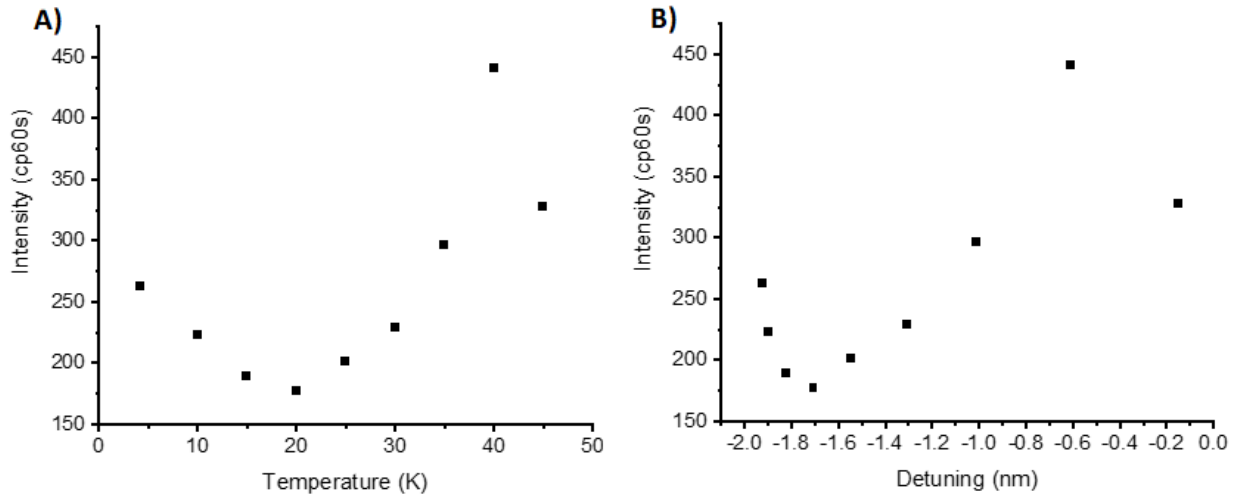 A)
Intensity (cp60s)
450
400
350
300
250
200
150
0 10 20 30 40 50
Temperature (K)
B)
Intensity (cp60s)
450
400
350
300
250
200
150
-2.0 -1.8 -1.6 -1.4 -1.2 -1.0 -0.8 -0.6 -0.4 -0.2 0.0
Detuning (nm)